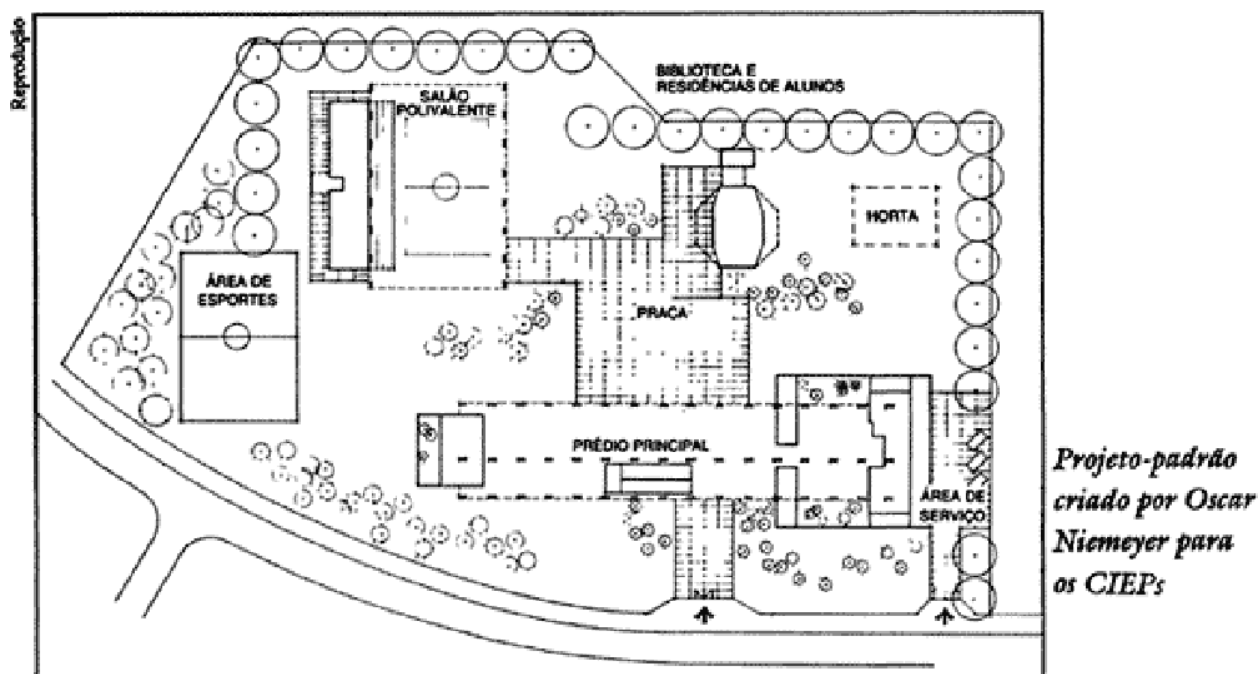 Reprodução
BIBLIOTECA E
RESIDÊNCIAS DE ALUNOS
SALÃO
POLIVALENTE
HORTA
ÁREA DE
ESPORTES
PRAÇA
PRÉDIO PRINCIPAL
ÁREA DE
SERVIÇO
Projeto-padrão
criado por Oscar
Niemeyer para
os CIEPs